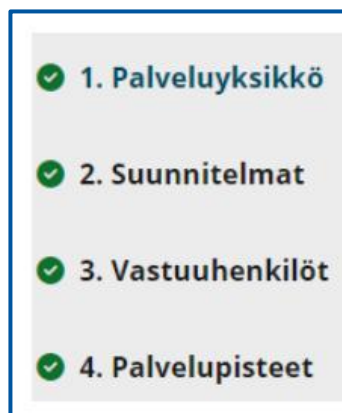 1. Palveluyksikkö
2. Suunnitelmat
3. Vastuuhenkilöt
4. Palvelupisteet